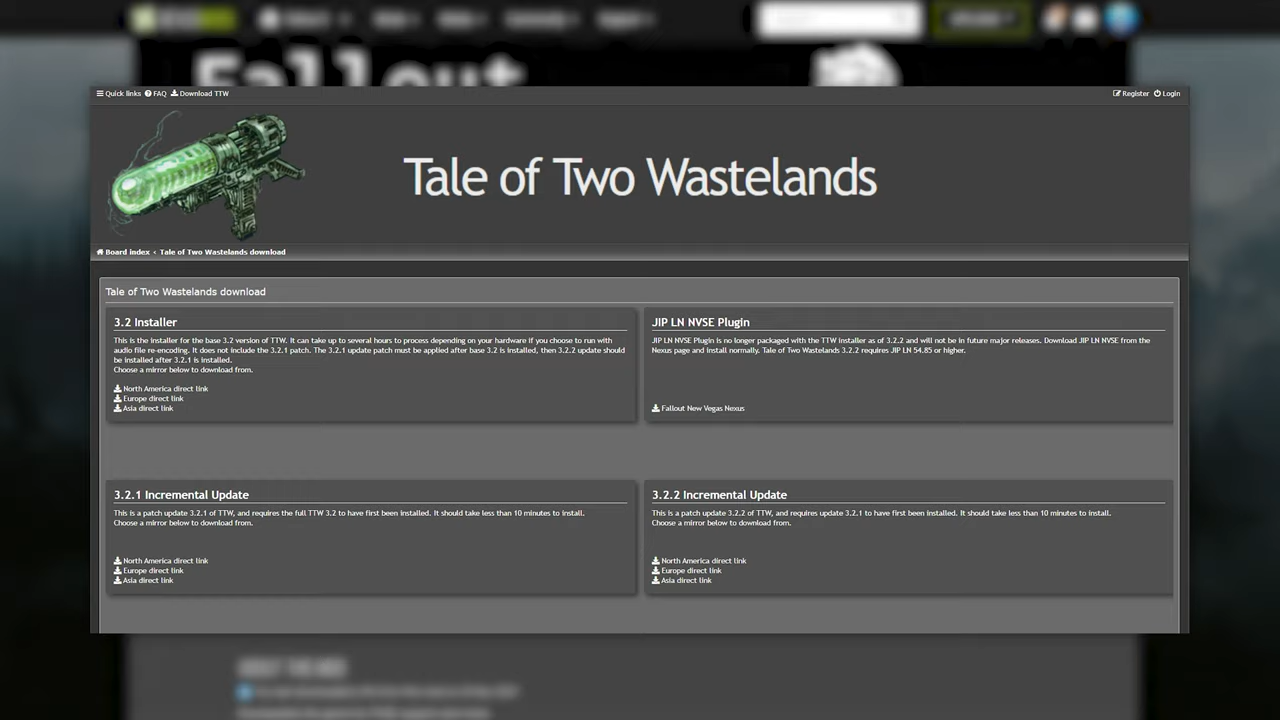 Quick links FAQ Download TTW
Register Login
Tale of Two Wastelands
Board index < Tale of Two Wastelands download
Tale of Two Wastelands download
3.2 Installer
This is the installer for the base 3.2 version of TTW. It can take up to several hours to process depending on your hardware if you choose to run with
audio file re-encoding. It does not include the 3.2.1 patch. The 3.2.1 update patch must be applied after base 3.2 is installed, then 3.2.2 update should
be installed after 3.2.1 is installed.
Choose a mirror below to download from.
North America direct link
Europe direct link
Asia direct link
JIP LN NVSE Plugin
JIP LN NVSE Plugin is no longer packaged with the TTW installer as of 3.2.2 and will not be in future major releases. Download JIP LN NVSE from the
Nexus page and install normally. Tale of Two Wastelands 3.2.2 requires JIP LN 54.85 or higher.
Fallout New Vegas Nexus
3.2.1 Incremental Update
This is a patch update 3.2.1 of TTW, and requires the full TTW 3.2 to have first been installed. It should take less than 10 minutes to install.
Choose a mirror below to download from.
North America direct link
Europe direct link
Asia direct link
3.2.2 Incremental Update
This is a patch update 3.2.2 of TTW, and requires update 3.2.1 to have first been installed. It should take less than 10 minutes to install.
Choose a mirror below to download from.
North America direct link
Europe direct link
Asia direct link